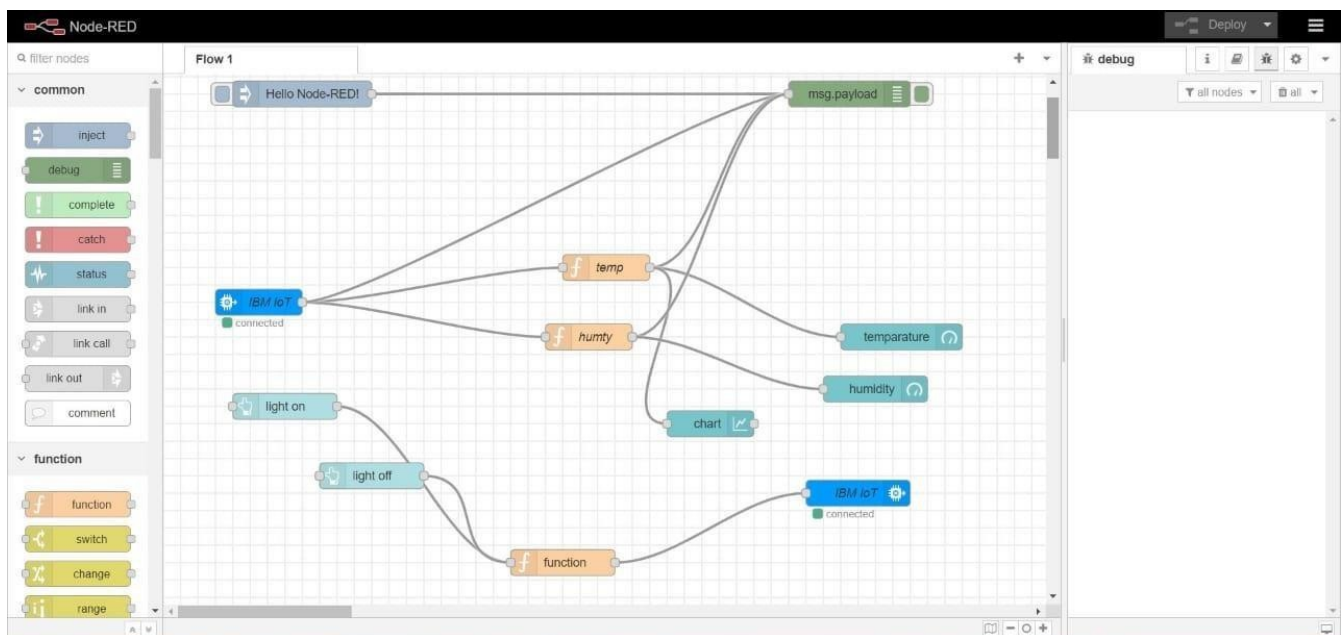 Node-RED
Deploy
filter nodes
common
inject
debug
complete
catch
status
link in
link call
link out
comment
function
function
switch
change
range
Flow 1
Hello Node-RED!
msg.payload
temp
IBM IoT
connected
humty
temparature
humidity
light on
chart
light off
IBM IoT
connected
function
debug
all nodes
all